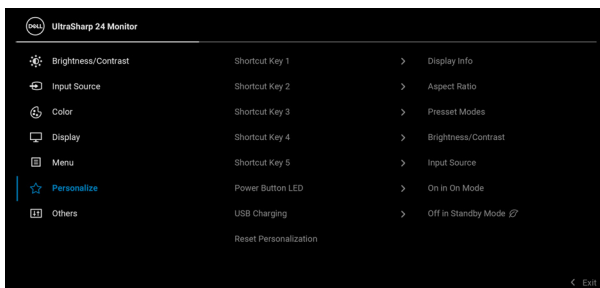 DELL UltraSharp 24 Monitor
Brightness/Contrast Shortcut Key 1 > Display Info
Input Source Shortcut Key 2 > Aspect Ratio
Color Shortcut Key 3 > Presset Modes
Display Shortcut Key 4 > Brightness/Contrast
Menu Shortcut Key 5 > Input Source
Personalize Power Button LED > On in On Mode
Others USB Charging > Off in Standby Mode
Reset Personalization
< Exit